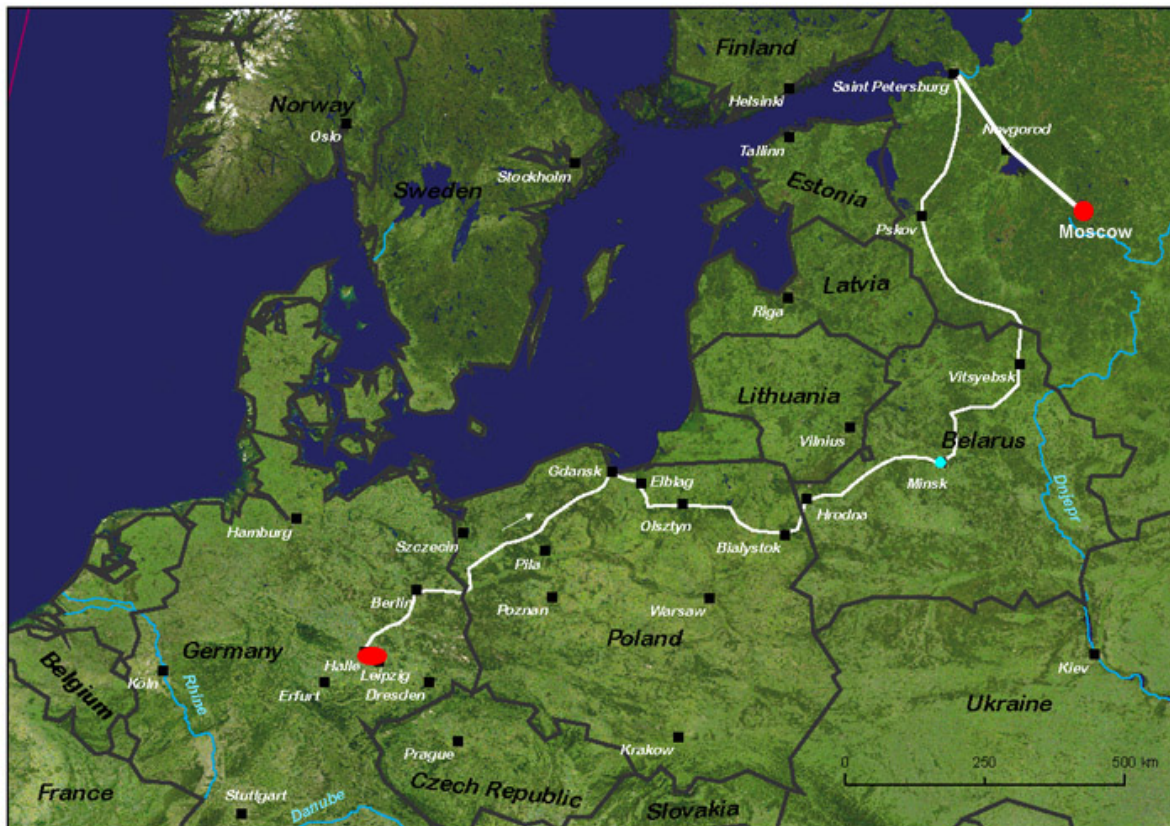 Finland
Saint Petersburg
Helsinki
Norway
Oslo
Novgorod
Tallinn
Stockholm
Sweden
Estonia
Pskov
Moscow
Latvia
Riga
Vitsyebsk
Lithuania
Vilnius
Belarus
Minsk
Gdansk
Elblag
Hrodna
Olsztyn
Dnjepr
Hamburg
Szczecin
Bialystok
Pila
Berlin
Poznan
Warsaw
Poland
Germany
Halle
Leipzig
Belgium
Köln
Rhine
Erfurt
Dresden
Kiev
Ukraine
Prague
Krakow
Czech Republic
0 250 500 km
France
Stuttgart
Danube
Slovakia